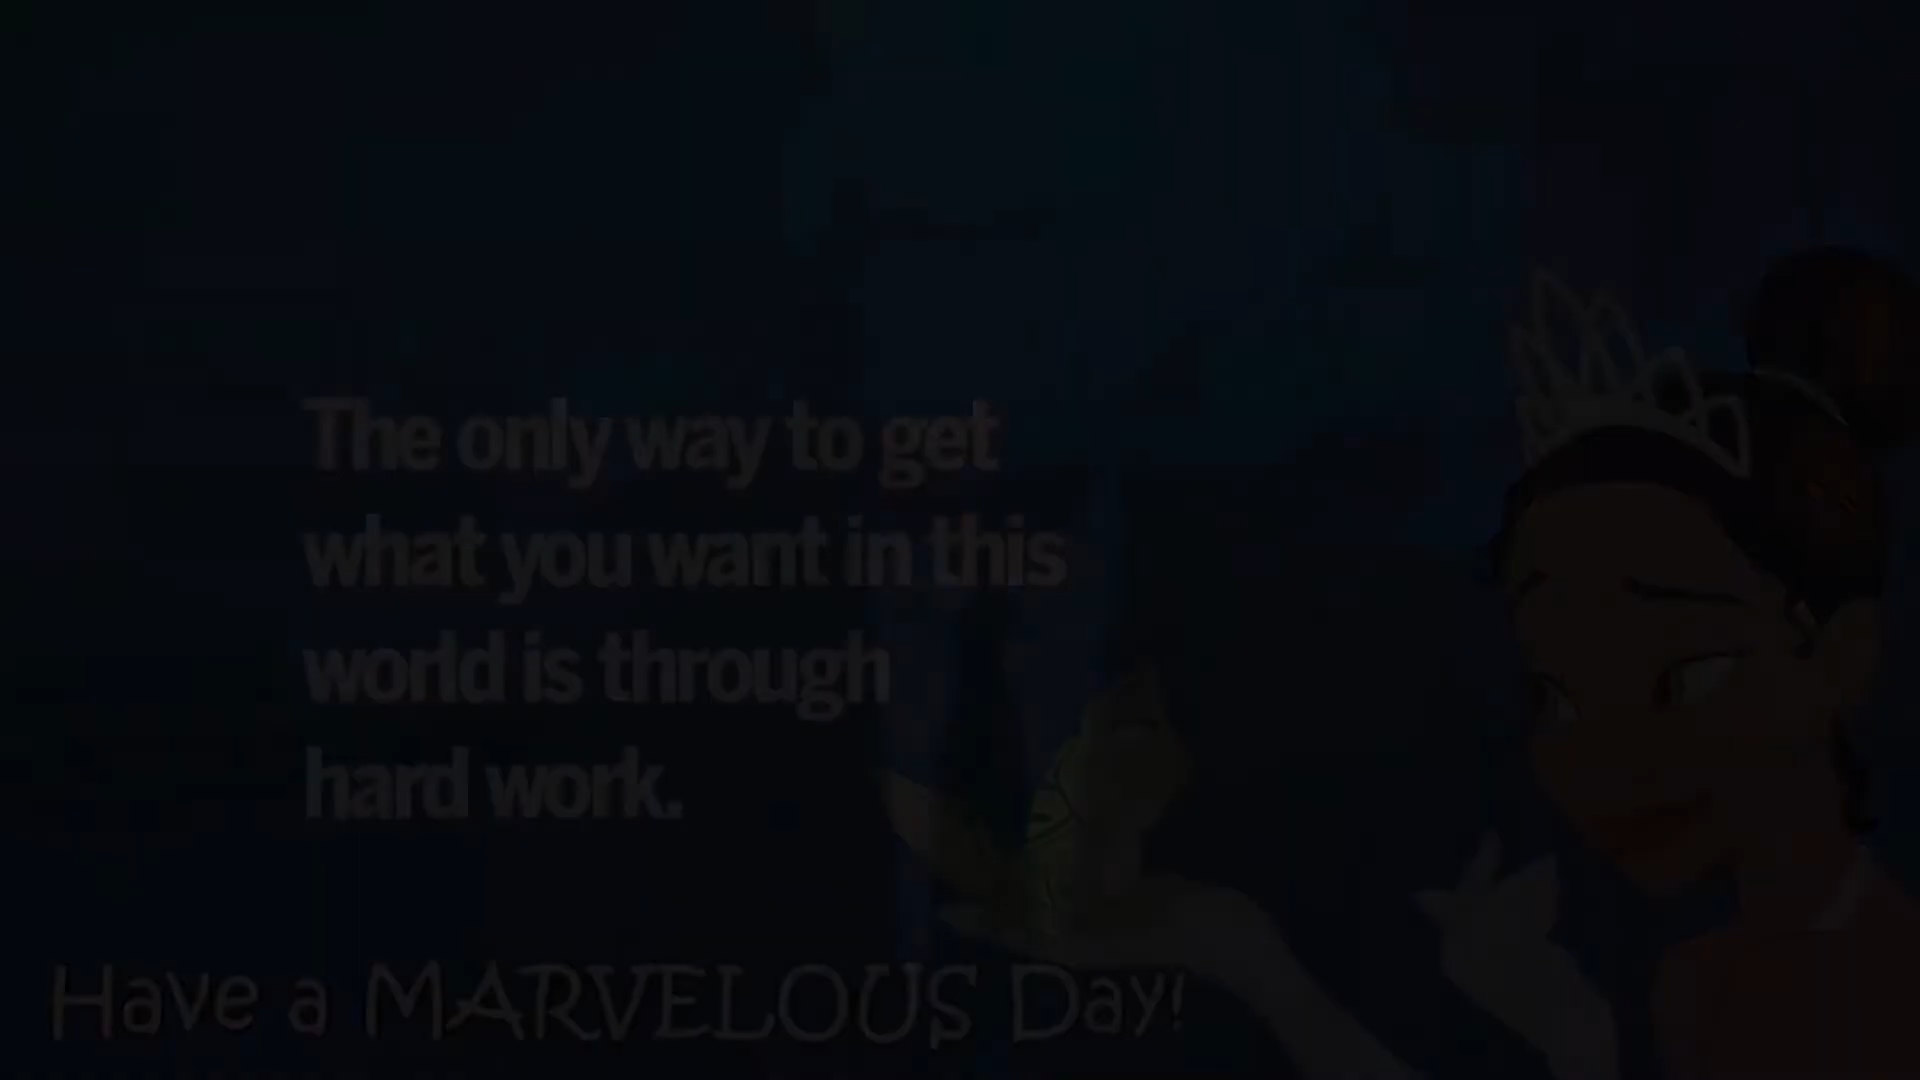 The only way to get
what you want in this
world is through
hard work.
Have a MARVELOUS Day!